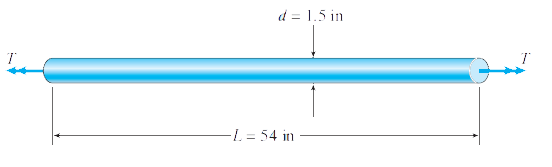 d = 1.5 in
T
T
L = 54 in